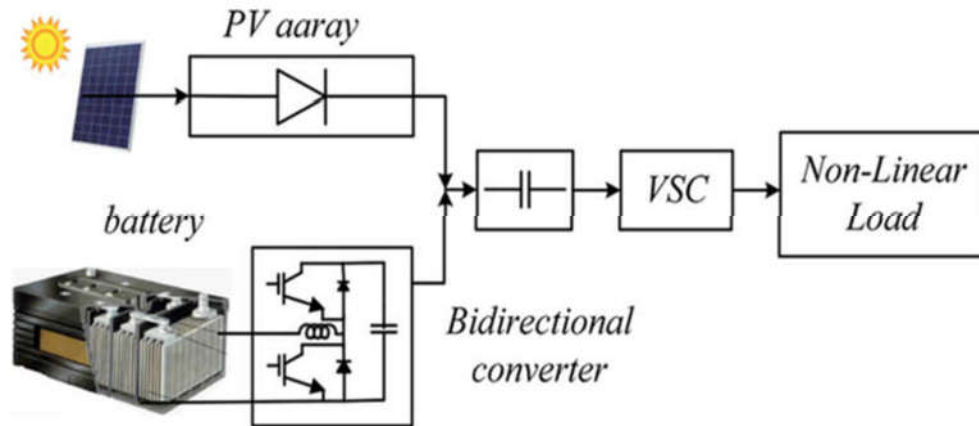 PV aaray
battery
VSC
Non-Linear
Load
Bidirectional
converter